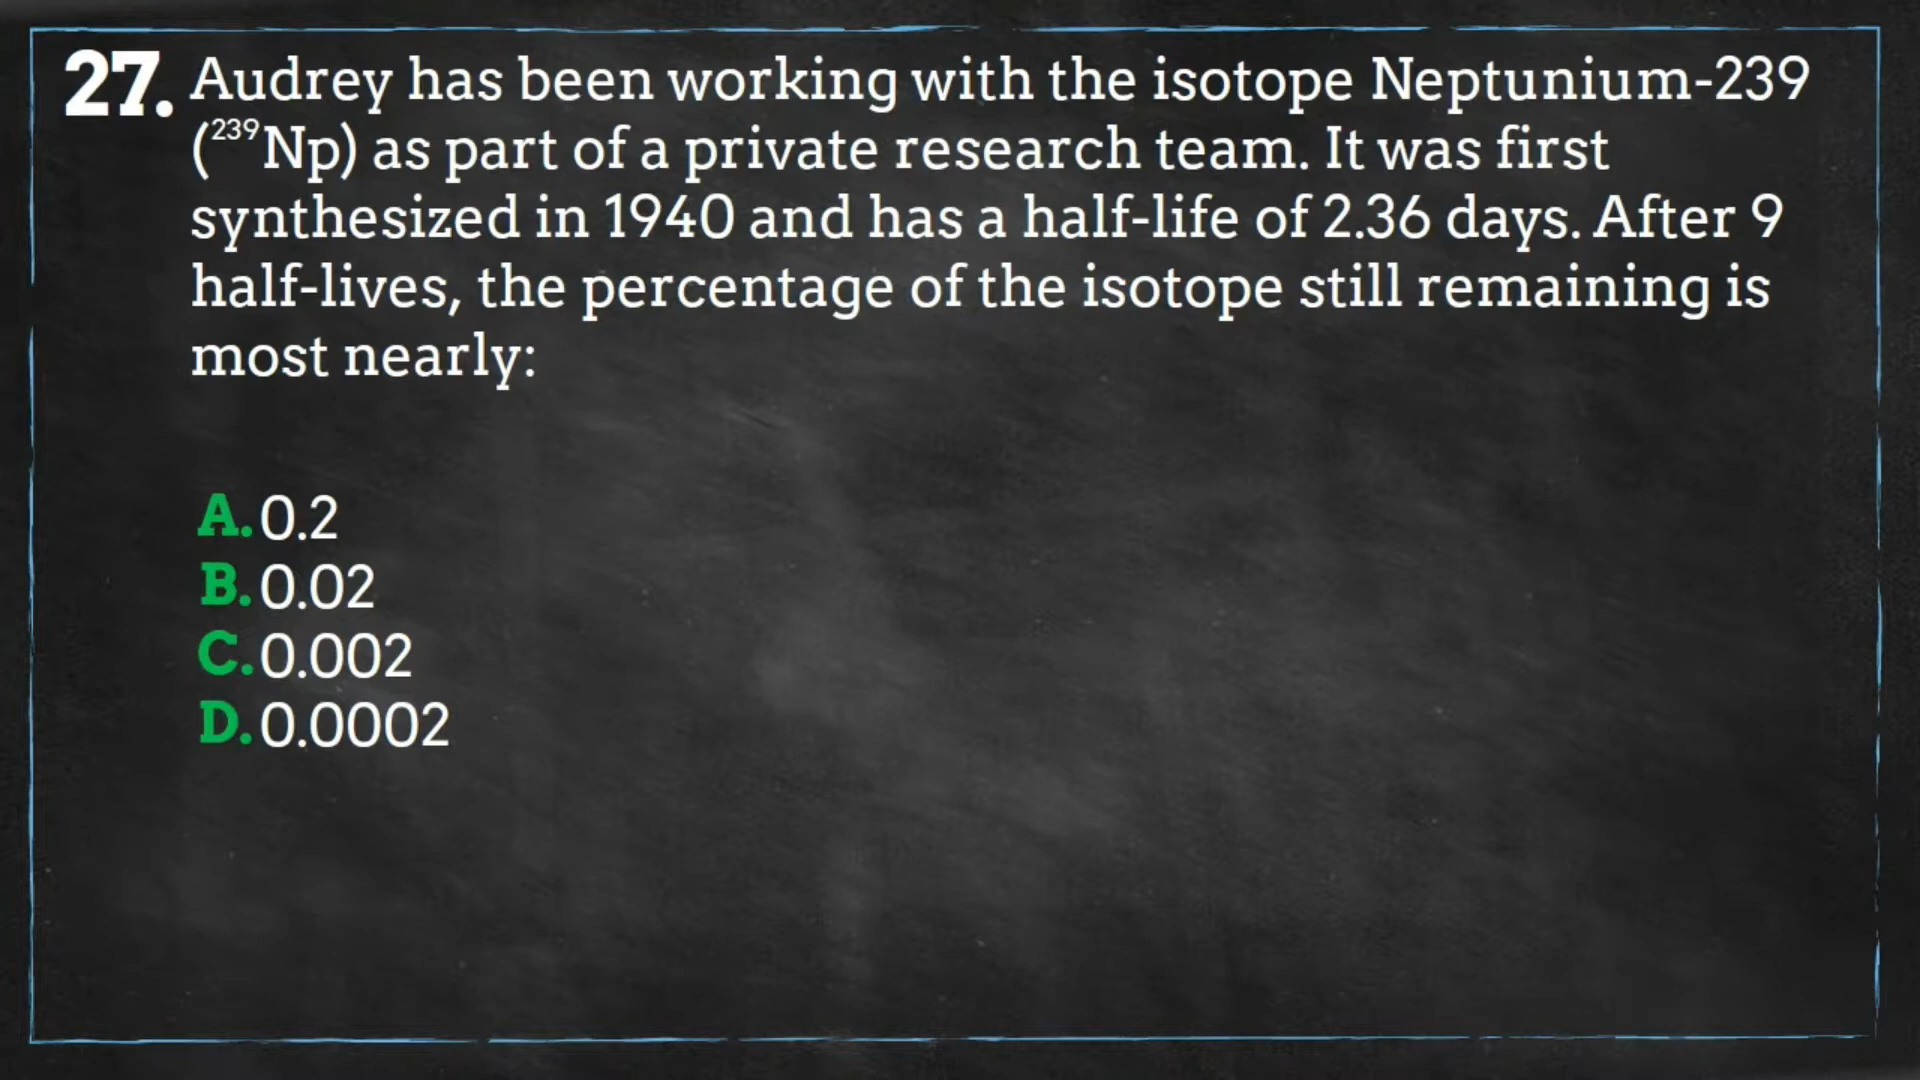 27. Audrey has been working with the isotope Neptunium-239
(²³⁹Np) as part of a private research team. It was first
synthesized in 1940 and has a half-life of 2.36 days. After 9
half-lives, the percentage of the isotope still remaining is
most nearly:
A. 0.2
B. 0.02
C. 0.002
D. 0.0002